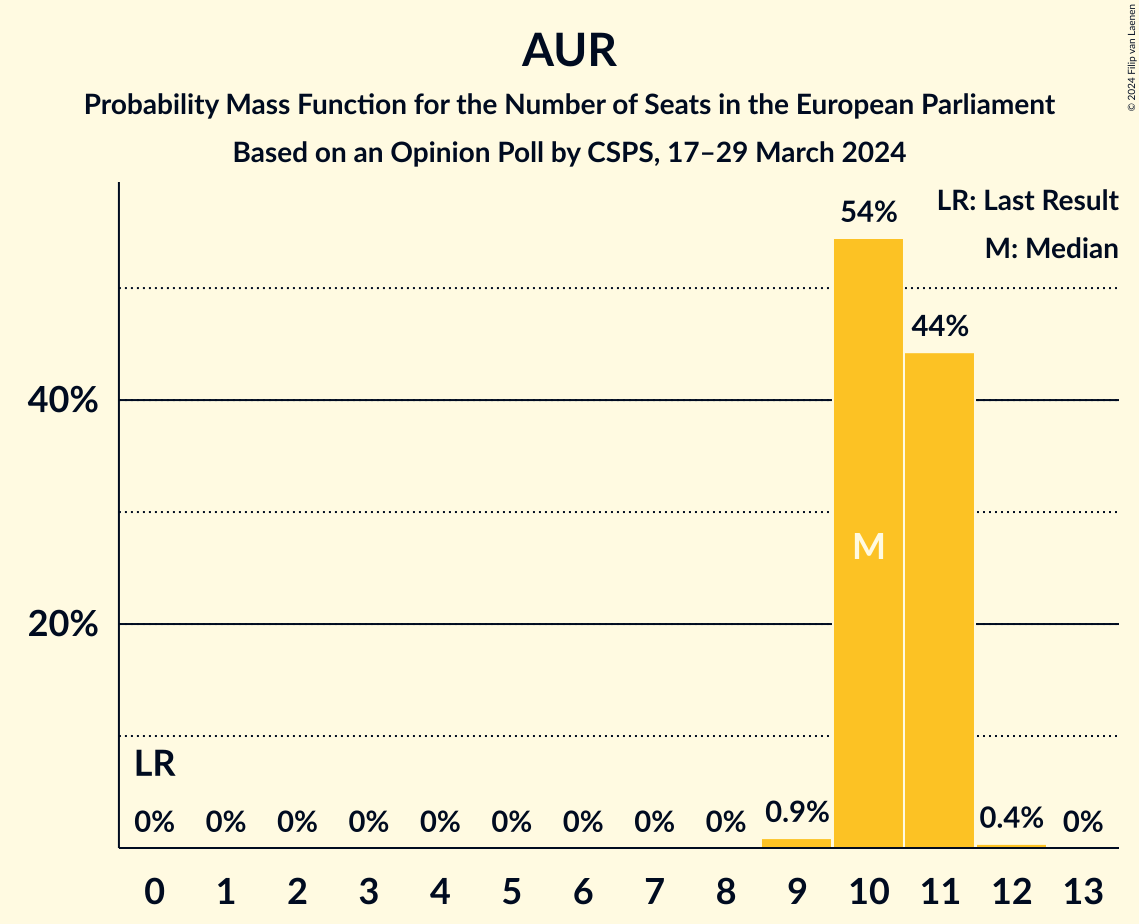 AUR
Probability Mass Function for the Number of Seats in the European Parliament
Based on an Opinion Poll by CSPS, 17–29 March 2024
© 2024 Filip van Laenen
LR: Last Result
M: Median
54%
44%
40%
M
20%
LR
0% 0% 0% 0% 0% 0% 0% 0% 0% 0.9% 0.4% 0%
0 1 2 3 4 5 6 7 8 9 10 11 12 13